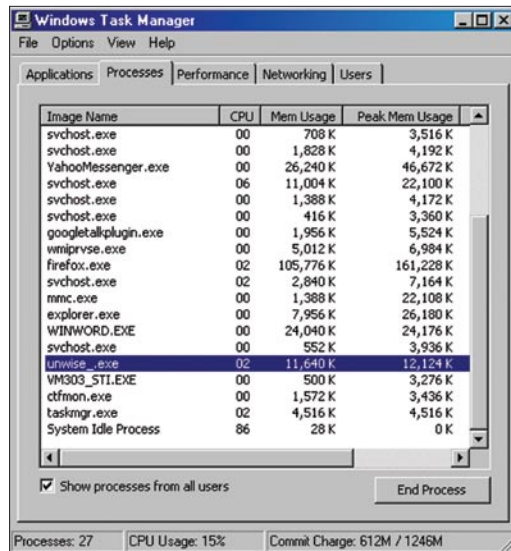 Windows Task Manager
File Options View Help
Applications Processes Performance Networking Users
Image Name CPU Mem Usage Peak Mem Usage
svchost.exe 00 708 K 3,516 K
svchost.exe 00 1,828 K 4,192 K
YahooMessenger.exe 00 26,240 K 46,672 K
svchost.exe 06 11,004 K 22,100 K
svchost.exe 00 1,388 K 4,172 K
svchost.exe 00 416 K 3,360 K
googletalkplugin.exe 00 1,956 K 5,524 K
wmiprvse.exe 00 5,012 K 6,984 K
firefox.exe 02 105,776 K 161,228 K
svchost.exe 02 2,840 K 7,164 K
mmc.exe 00 1,388 K 22,108 K
explorer.exe 00 7,956 K 26,180 K
WINWORD.EXE 00 24,040 K 24,176 K
svchost.exe 00 552 K 3,936 K
unwise_.exe 02 11,640 K 12,124 K
VM303_STI.EXE 00 500 K 3,276 K
ctfmon.exe 00 1,572 K 3,436 K
taskmgr.exe 02 4,516 K 4,516 K
System Idle Process 86 28 K 0 K
Show processes from all users End Process
Processes: 27 CPU Usage: 15% Commit Charge: 612M / 1246M